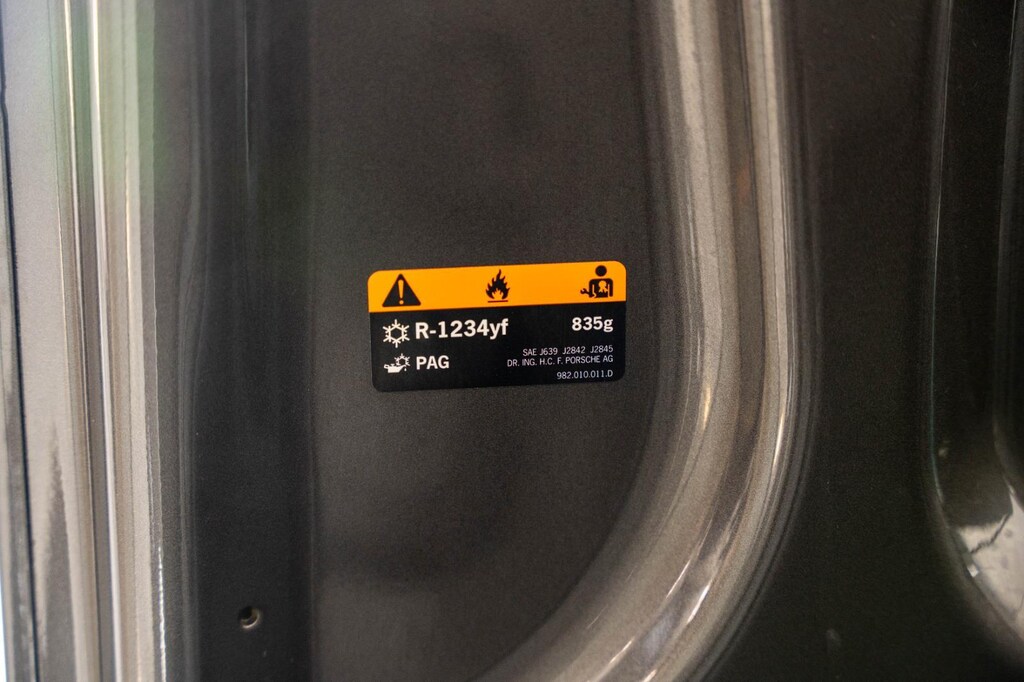 R-1234yf 835g
PAG
SAE J639 J2842 J2845
DR. ING. H.C. F. PORSCHE AG
982.010.011.D